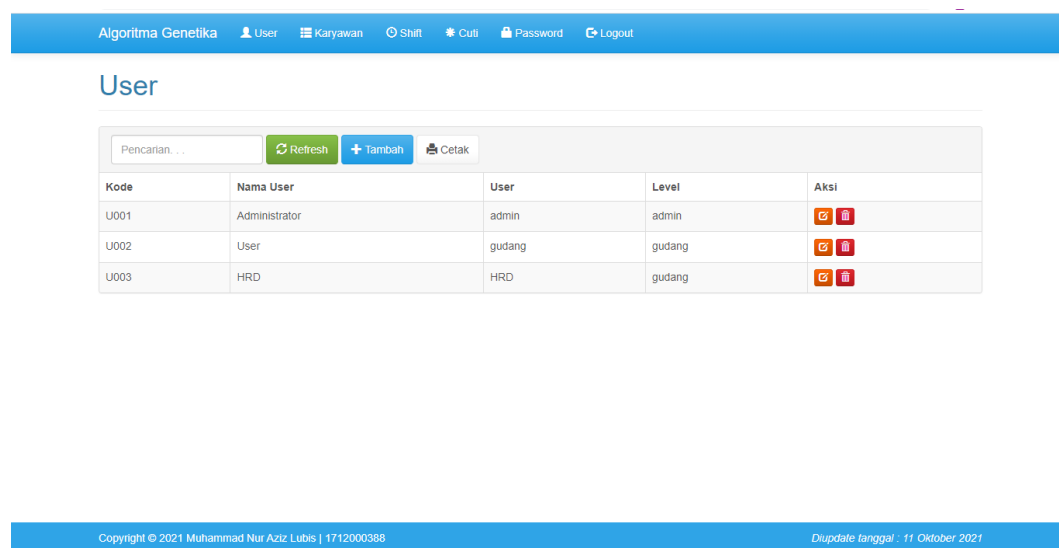 Algoritma Genetika User Karyawan Shift Cuti Password Logout
User
Pencarian. . . Refresh Tambah Cetak
Kode Nama User User Level Aksi
U001 Administrator admin admin
U002 User gudang gudang
U003 HRD HRD gudang
Copyright © 2021 Muhammad Nur Aziz Lubis | 1712000388 Diupdate tanggal : 11 Oktober 2021